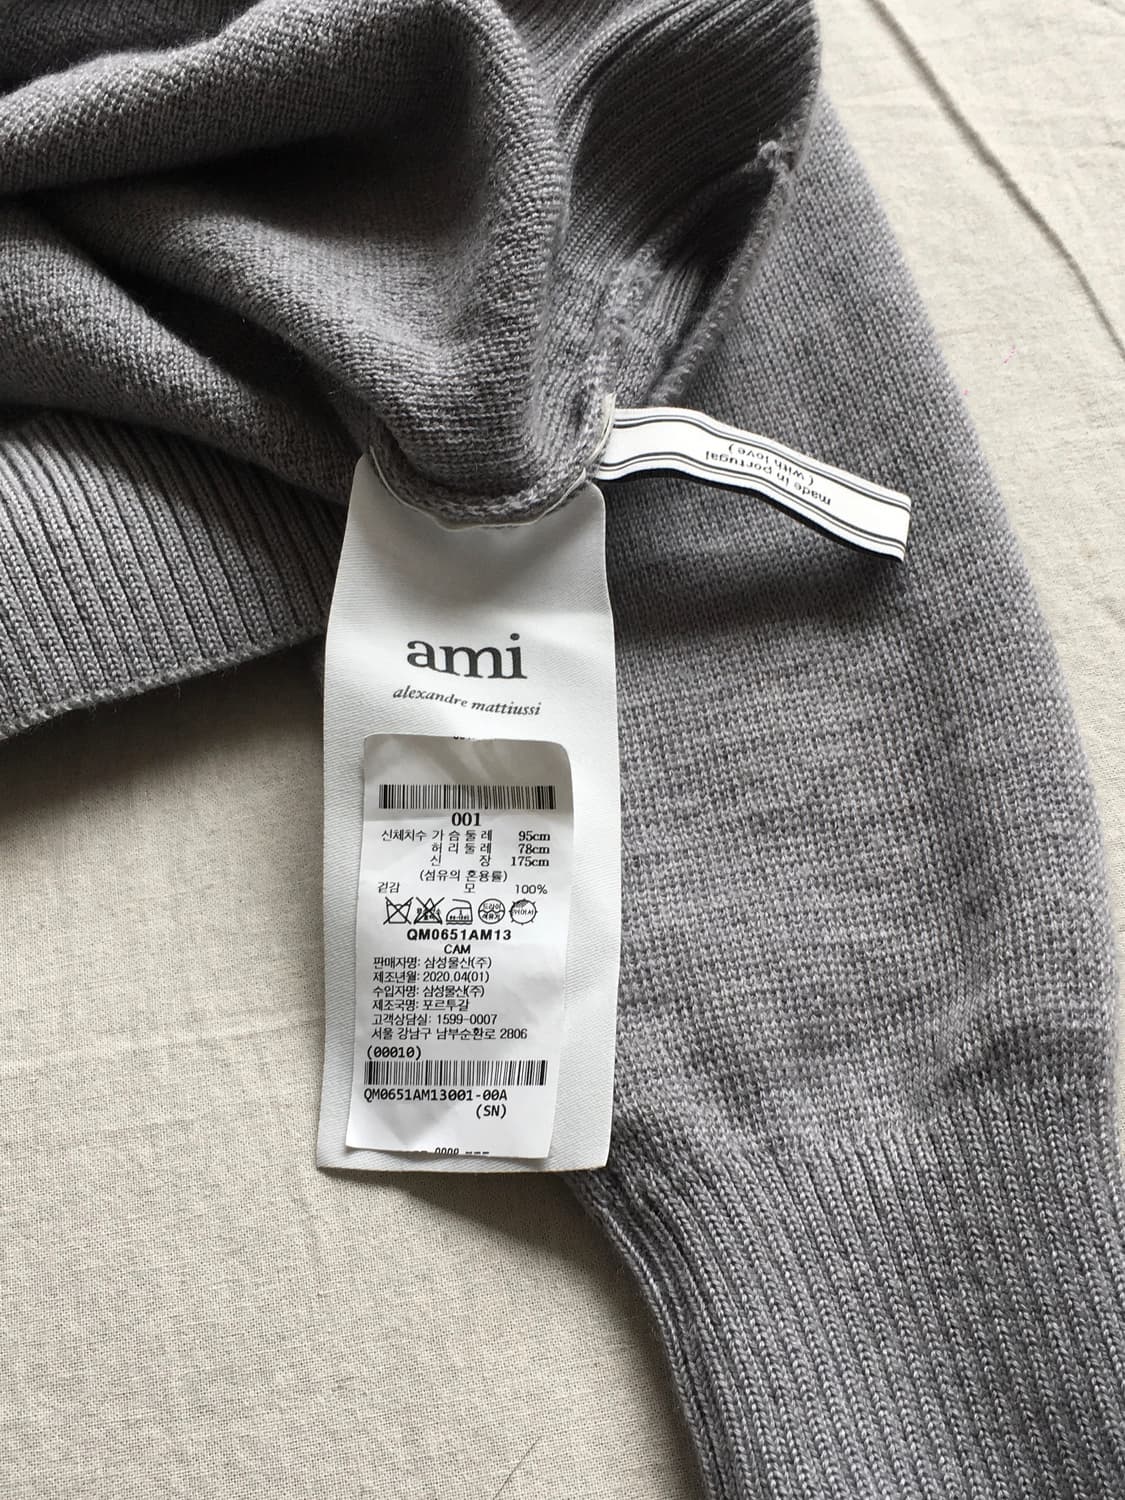 made in portugal
(with love)
ami
alexandre mattiussi
001
신체치수 가슴둘레 95cm
허리둘레 78cm
신 장 175cm
(섬유의 혼용률)
겉감 모 100%
드라이
QM0651AM13
CAM
판매자명: 삼성물산(주)
제조년월: 2020.04(01)
수입자명: 삼성물산(주)
제조국명: 포르투갈
고객상담실: 1599-0007
서울 강남구 남부순환로 2806
(00010)
QM0651AM13001-00A
(SN)